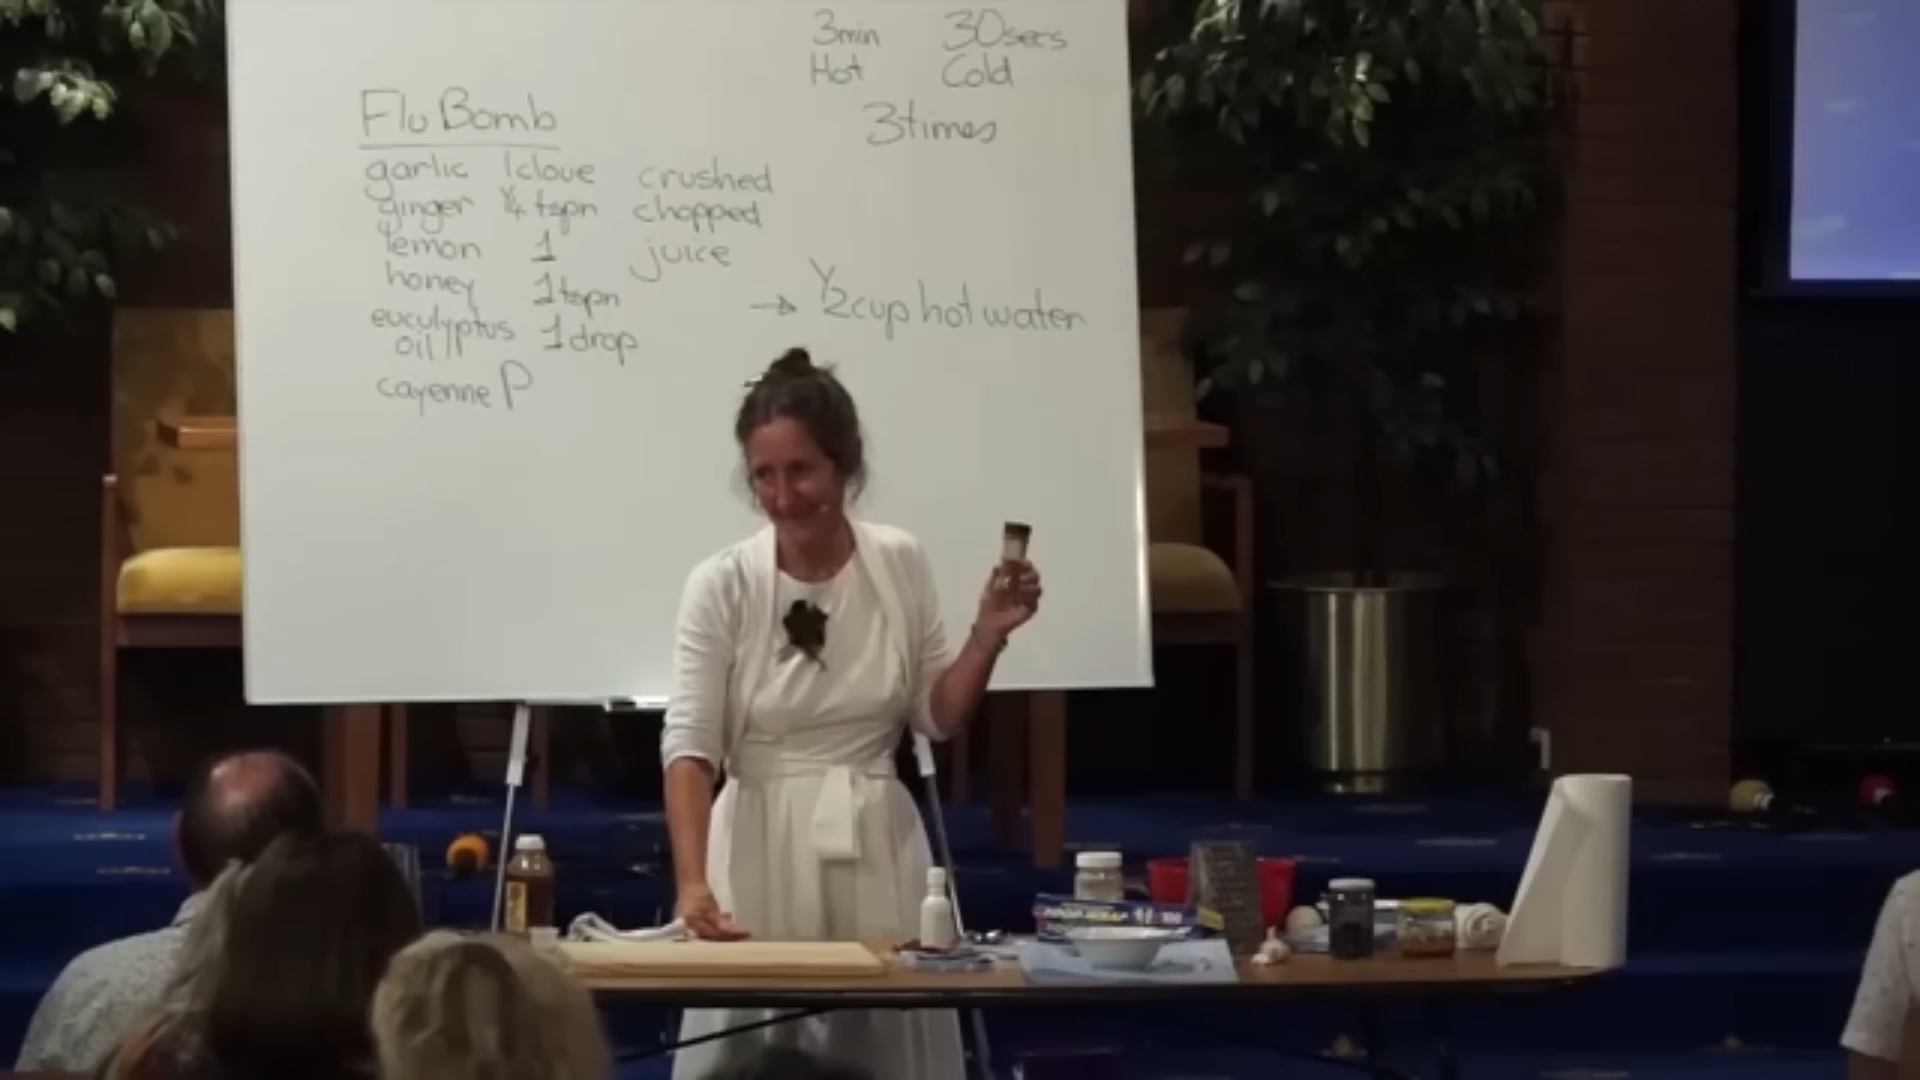 3min 30secs
Hot Cold
3times
Flu Bomb
garlic 1clove crushed
ginger 1/4 tspn chopped
lemon 1 juice
honey 1tspn
euculyptus
oil 1drop
cayenne P
→ 1/2cup hot water